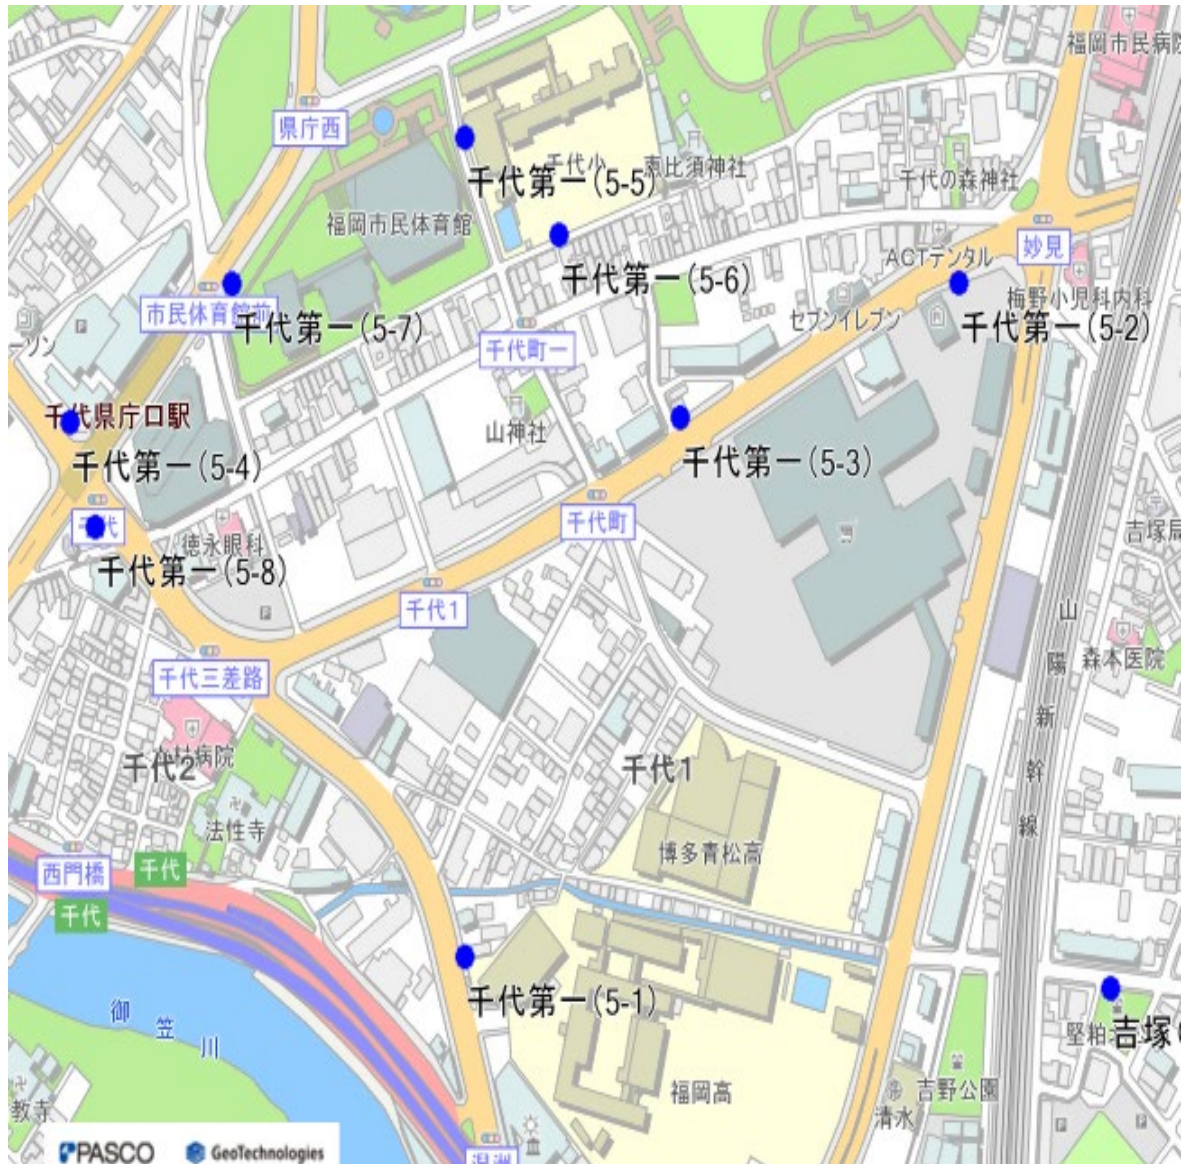 福岡市民病院
県庁西
千代小
恵比須神社
千代第一(5-5)
千代の森神社
福岡市民体育館
妙見
ACTデンタル
千代第一(5-6)
市民体育館前
梅野小児科内科
千代第一(5-7)
セブンイレブン
千代第一(5-2)
千代町一
千代県庁口駅
山神社
千代第一(5-4)
千代第一(5-3)
千代
千代町
徳永眼科
吉塚局
千代第一(5-8)
千代1
山陽新幹線
森本医院
千代三差路
千代2
病院
千代1
法性寺
博多青松高
西門橋
千代
千代
千代第一(5-1)
御笠川
吉塚
堅粕
福岡高
吉野公園
清水
教寺
PASCO
GeoTechnologies